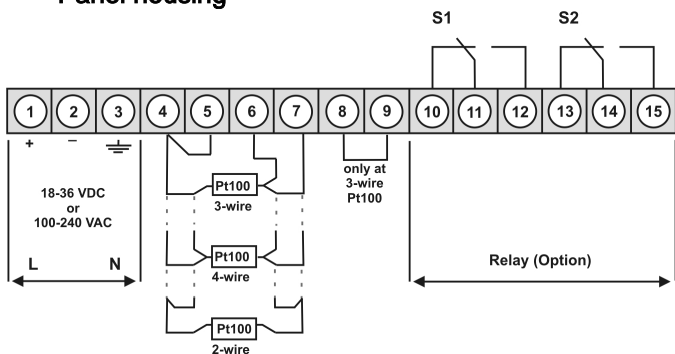 Panel housing
S1 S2
1 2 3 4 5 6 7 8 9 10 11 12 13 14 15
+ –
18-36 VDC
or
100-240 VAC
L N
Pt100
3-wire
Pt100
4-wire
Pt100
2-wire
only at
3-wire
Pt100
Relay (Option)